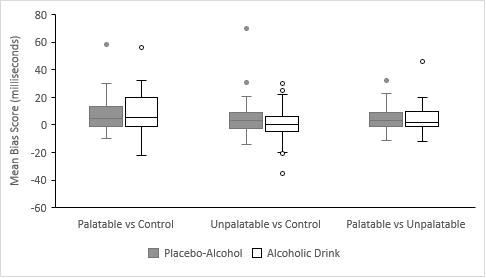 80
60
40
20
0
-20
-40
-60
Mean Bias Score (milliseconds)
Palatable vs Control Unpalatable vs Control Palatable vs Unpalatable
Placebo-Alcohol Alcoholic Drink